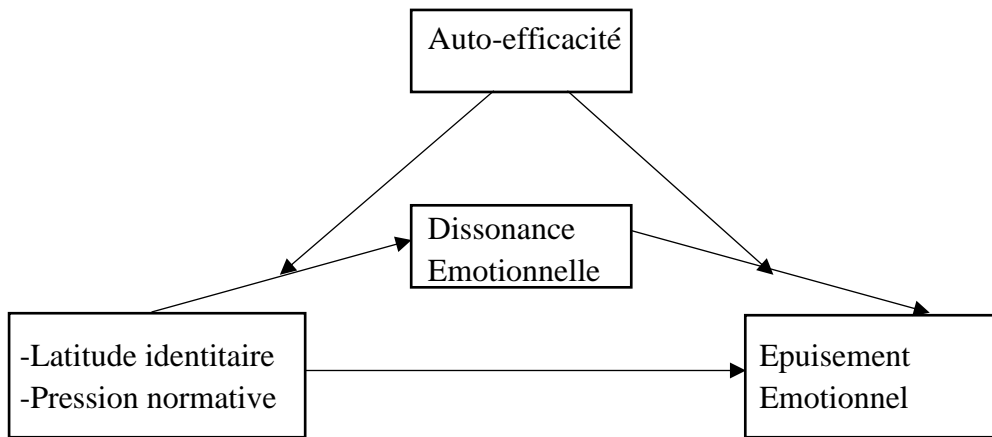 Auto-efficacité
Dissonance
Emotionnelle
-Latitude identitaire
-Pression normative
Epuisement
Emotionnel